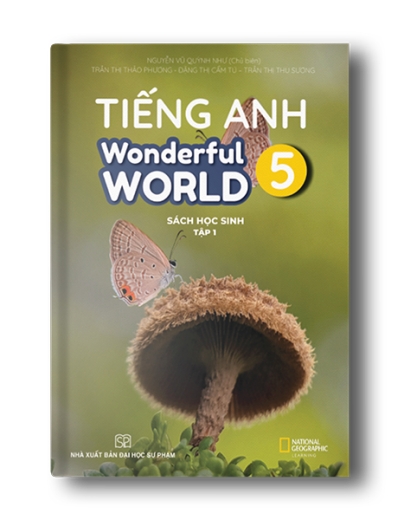 NGUYỄN VŨ QUỲNH NHƯ (Chủ biên)
TRẦN THỊ THẢO PHƯƠNG - ĐẶNG THỊ CẨM TÚ - TRẦN THỊ THU SƯƠNG
TIẾNG ANH
Wonderful
WORLD 5
SÁCH HỌC SINH
TẬP 1
SP
NHÀ XUẤT BẢN ĐẠI HỌC SƯ PHẠM
NATIONAL
GEOGRAPHIC
LEARNING